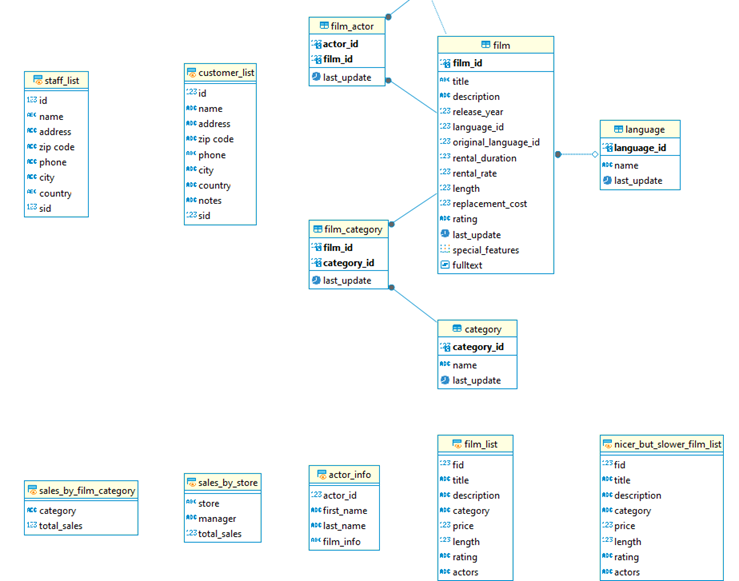 film_actor
actor_id
film_id
last_update
film
film_id
title
description
release_year
language_id
original_language_id
rental_duration
rental_rate
length
replacement_cost
rating
last_update
special_features
fulltext
staff_list
id
name
address
zip code
phone
city
country
sid
customer_list
id
name
address
zip code
phone
city
country
notes
sid
language
language_id
name
last_update
film_category
film_id
category_id
last_update
category
category_id
name
last_update
sales_by_film_category
category
total_sales
sales_by_store
store
manager
total_sales
actor_info
actor_id
first_name
last_name
film_info
film_list
fid
title
description
category
price
length
rating
actors
nicer_but_slower_film_list
fid
title
description
category
price
length
rating
actors